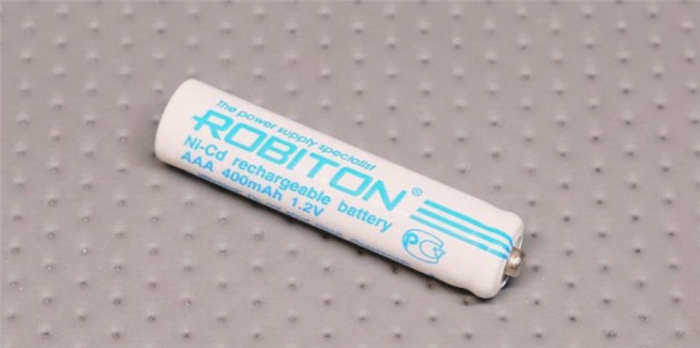 The power supply specialist
ROBITON®
Ni-Cd rechargeable battery
AAA 400mAh 1.2V